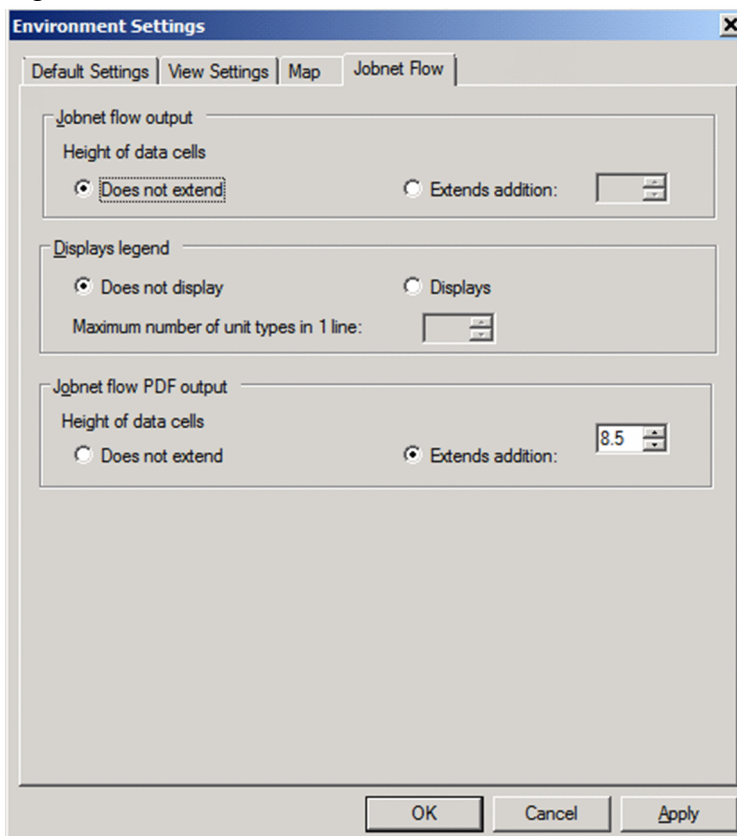 Environment Settings
Default Settings View Settings Map Jobnet Flow
Jobnet flow output
Height of data cells
Does not extend Extends addition:
Displays legend
Does not display Displays
Maximum number of unit types in 1 line:
Jobnet flow PDF output
Height of data cells
Does not extend Extends addition: 8.5
OK Cancel Apply